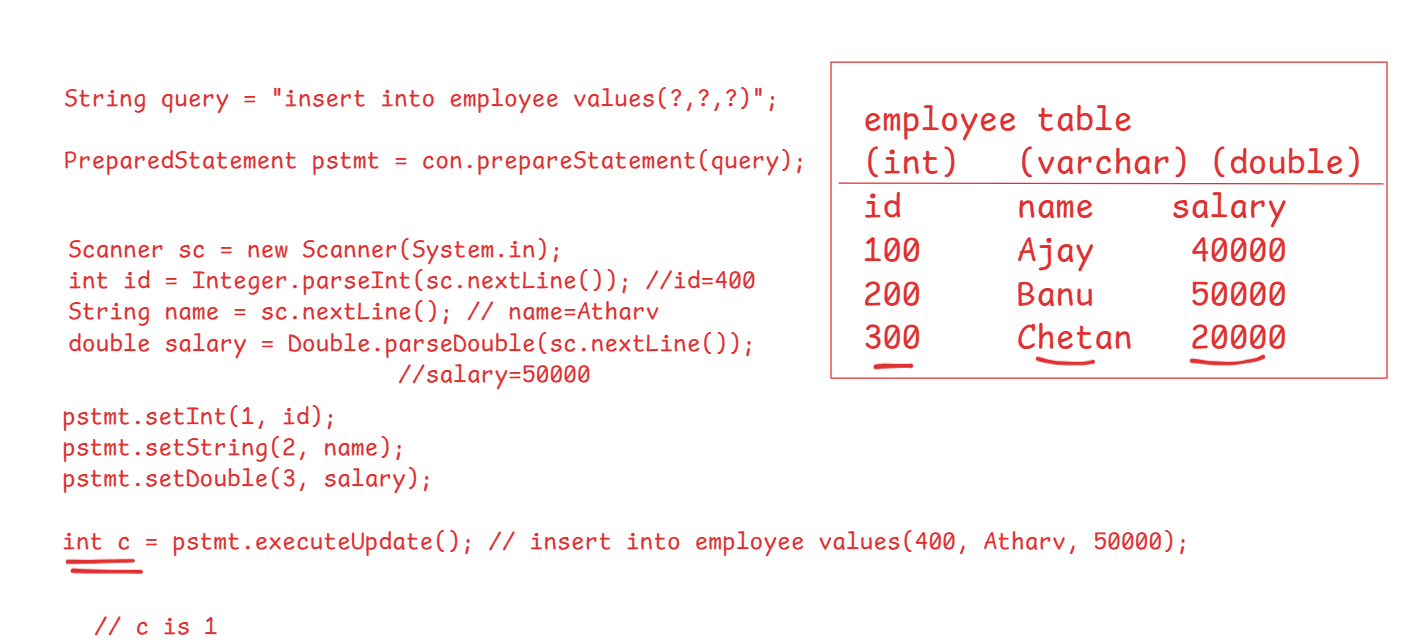 String query = "insert into employee values(?,?,?)";
PreparedStatement pstmt = con.prepareStatement(query);
Scanner sc = new Scanner(System.in);
int id = Integer.parseInt(sc.nextLine()); //id=400
String name = sc.nextLine(); // name=Atharv
double salary = Double.parseDouble(sc.nextLine());
//salary=50000
pstmt.setInt(1, id);
pstmt.setString(2, name);
pstmt.setDouble(3, salary);
int c = pstmt.executeUpdate(); // insert into employee values(400, Atharv, 50000);
// c is 1
employee table
(int) (varchar) (double)
id name salary
100 Ajay 40000
200 Banu 50000
300 Chetan 20000